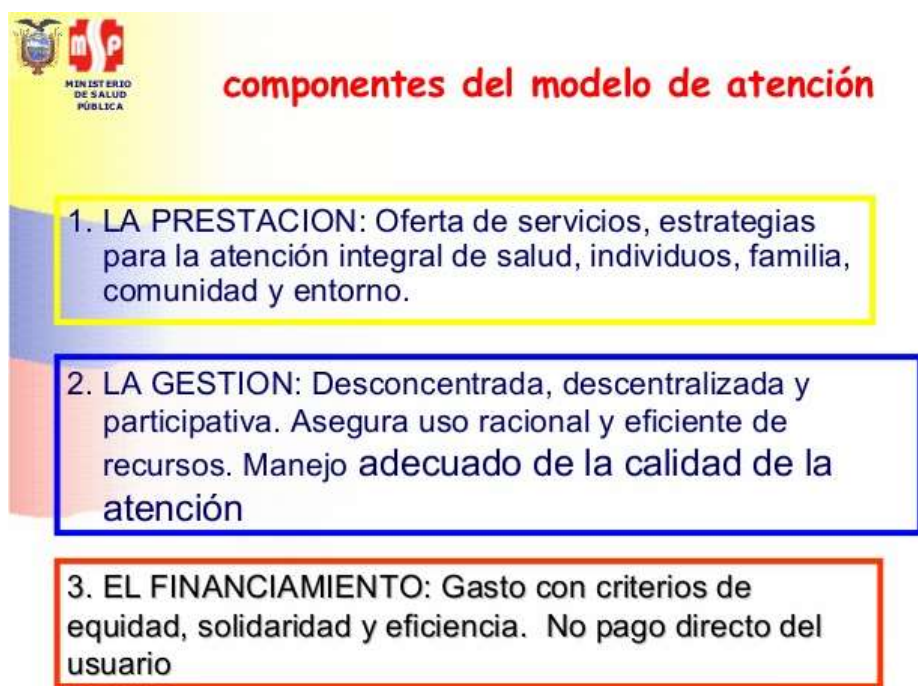 msp
MINISTERIO
DE SALUD
PÚBLICA
componentes del modelo de atención
1. LA PRESTACION: Oferta de servicios, estrategias
para la atención integral de salud, individuos, familia,
comunidad y entorno.
2. LA GESTION: Desconcentrada, descentralizada y
participativa. Asegura uso racional y eficiente de
recursos. Manejo adecuado de la calidad de la
atención
3. EL FINANCIAMIENTO: Gasto con criterios de
equidad, solidaridad y eficiencia. No pago directo del
usuario